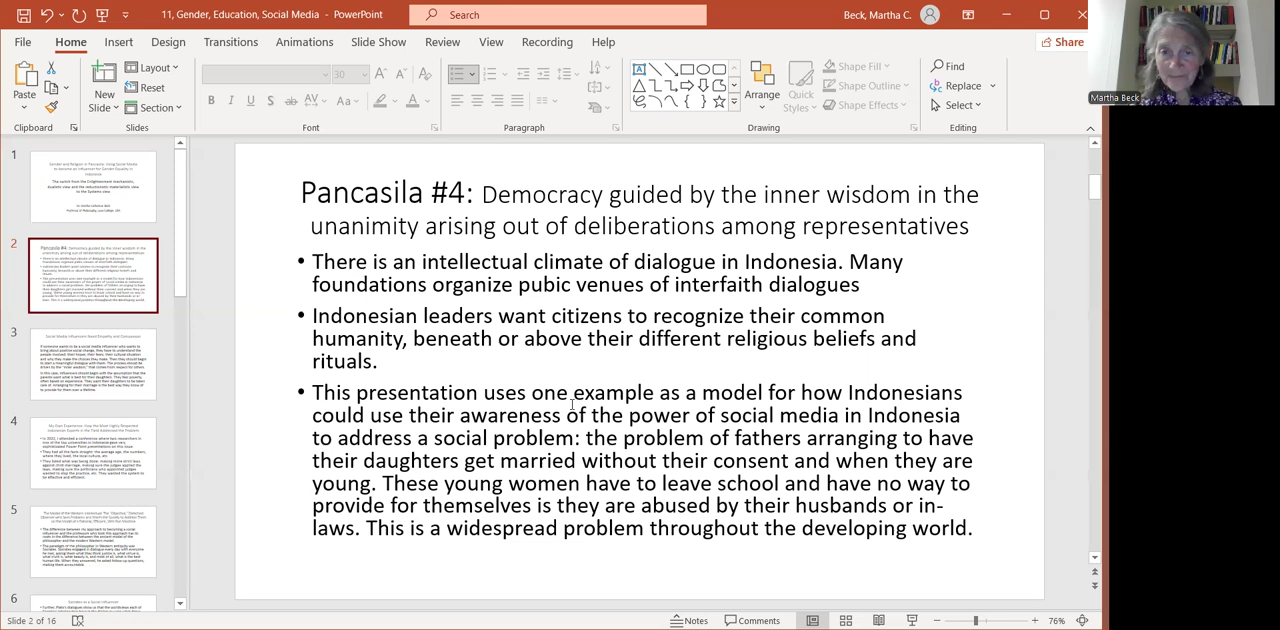 11, Gender, Education, Social Media - PowerPoint
Search
Beck, Martha C.
File Home Insert Design Slide Show Transitions Animations Review View Recording Help
Share
Paste
Clipboard
New Slide
Layout
Reset
Section
Slides
30
Font
Paragraph
Arrange
Quick Styles
Shape Fill
Shape Outline
Shape Effects
Drawing
Find
Replace
Select
Editing
Martha Beck
1
2
3
4
5
6
Pancasila #4: Democracy guided by the inner wisdom in the
unanimity arising out of deliberations among representatives
• There is an intellectual climate of dialogue in Indonesia. Many
foundations organize pubic venues of interfaith dialogues
• Indonesian leaders want citizens to recognize their common
humanity, beneath or above their different religious beliefs and
rituals.
• This presentation uses one example as a model for how Indonesians
could use their awareness of the power of social media in Indonesia
to address a social problem: the problem of fathers arranging to have
their daughters get married without their consent and when they are
young. These young women have to leave school and have no way to
provide for themselves is they are abused by their husbands or in-
laws. This is a widespread problem throughout the developing world.
Slide 2 of 16
Notes
Comments
76%